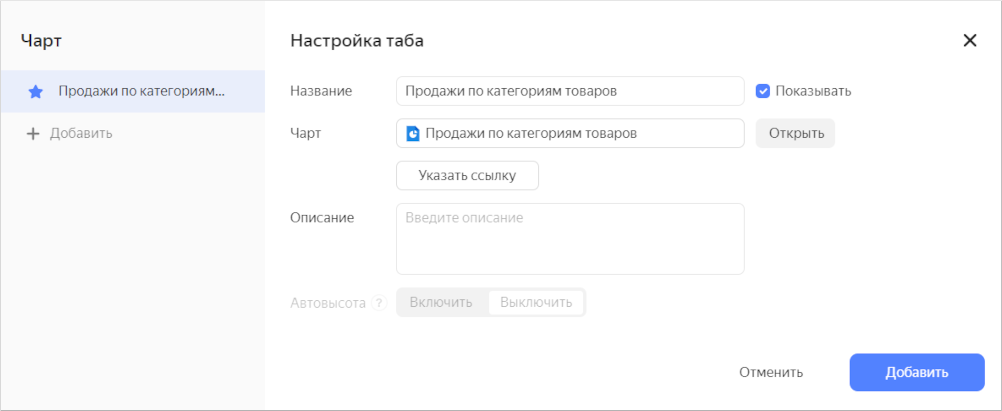 Чарт
Продажи по категориям...
Добавить
Настройка таба
Название
Продажи по категориям товаров
Показывать
Чарт
Продажи по категориям товаров
Открыть
Указать ссылку
Описание
Введите описание
Автовысота ?
Включить
Выключить
Отменить
Добавить